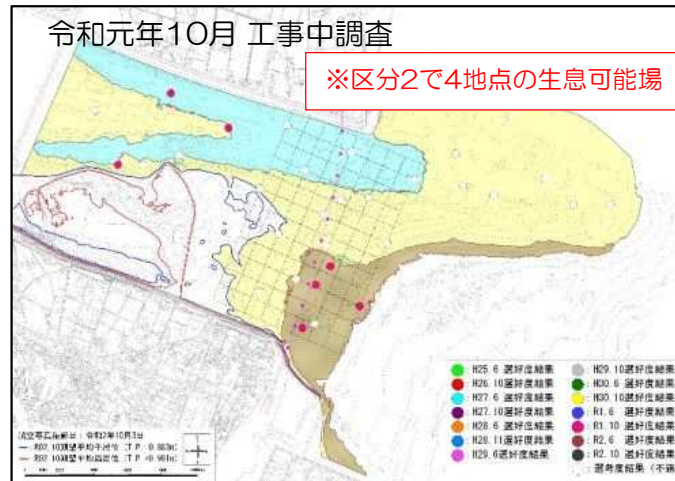 令和元年10月 工事中調査
※区分2で4地点の生息可能場
H25.6 選好度結果
H26.10選好度結果
H27.6 選好度結果
H27.10選好度結果
H28.6 選好度結果
H28.11選好度結果
H29.6選好度結果
H29.10選好度結果
H30.6 選好度結果
H30.10選好度結果
R1.6 選好度結果
R1.10 選好度結果
R2.6 選好度結果
R2.10 選好度結果